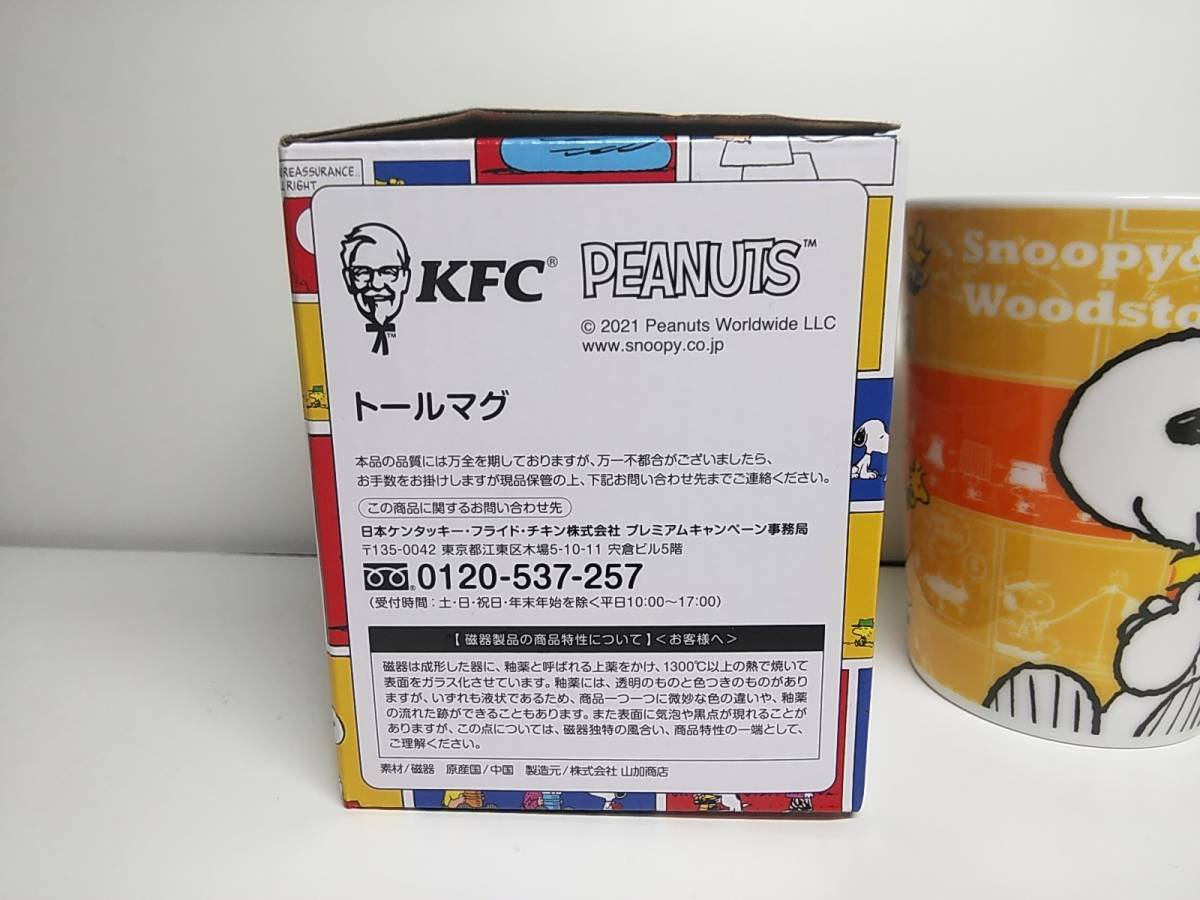 REASSURANCE...
RIGHT
KFC®
PEANUTS™
© 2021 Peanuts Worldwide LLC
www.snoopy.co.jp
トールマグ
本品の品質には万全を期しておりますが、万一不都合がございましたら、
お手数をお掛けしますが現品保管の上、下記お問い合わせ先までご連絡ください。
この商品に関するお問い合わせ先
日本ケンタッキー・フライド・チキン株式会社 プレミアムキャンペーン事務局
〒135-0042 東京都江東区木場5-10-11 宍倉ビル5階
0120-537-257
（受付時間：土・日・祝日・年末年始を除く平日10:00～17:00）
【磁器製品の商品特性について】＜お客様へ＞
磁器は成形した器に、釉薬と呼ばれる上薬をかけ、1300℃以上の熱で焼いて
表面をガラス化させています。釉薬には、透明のものと色つきのものがあり
ますが、いずれも液状であるため、商品一つ一つに微妙な色の違いや、釉薬
の流れた跡ができることもあります。また表面に気泡や黒点が現れることが
ありますが、この点については、磁器独特の風合い、商品特性の一端として、
ご理解ください。
素材/磁器 原産国/中国 製造元/株式会社 山加商店
Snoopy&
Woodsto